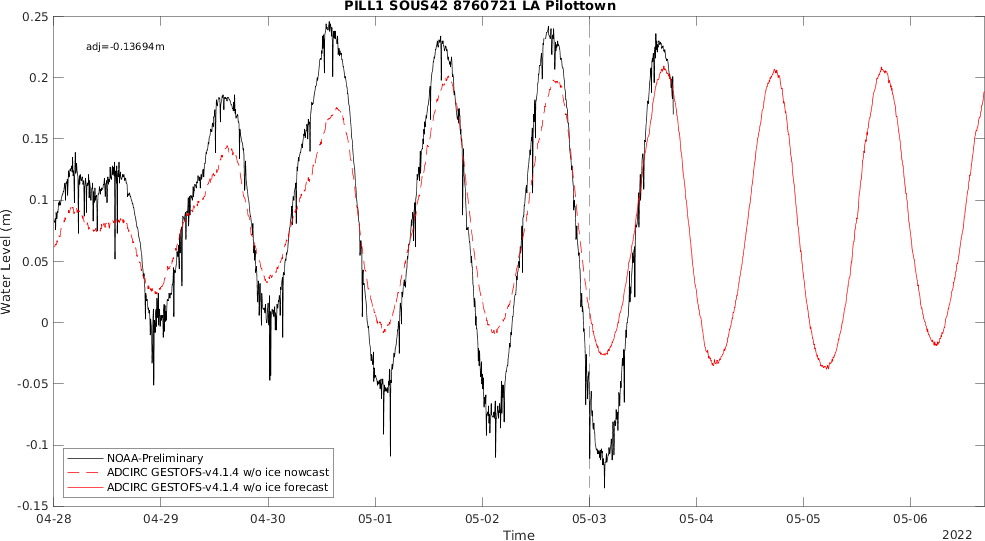 PILL1 SOUS42 8760721 LA Pilottown
adj=-0.13694m
0.25
0.2
0.15
0.1
0.05
0
-0.05
-0.1
-0.15
Water Level (m)
NOAA-Preliminary
ADCIRC GESTOFS-v4.1.4 w/o ice nowcast
ADCIRC GESTOFS-v4.1.4 w/o ice forecast
04-28 04-29 04-30 05-01 05-02 05-03 05-04 05-05 05-06
Time
2022